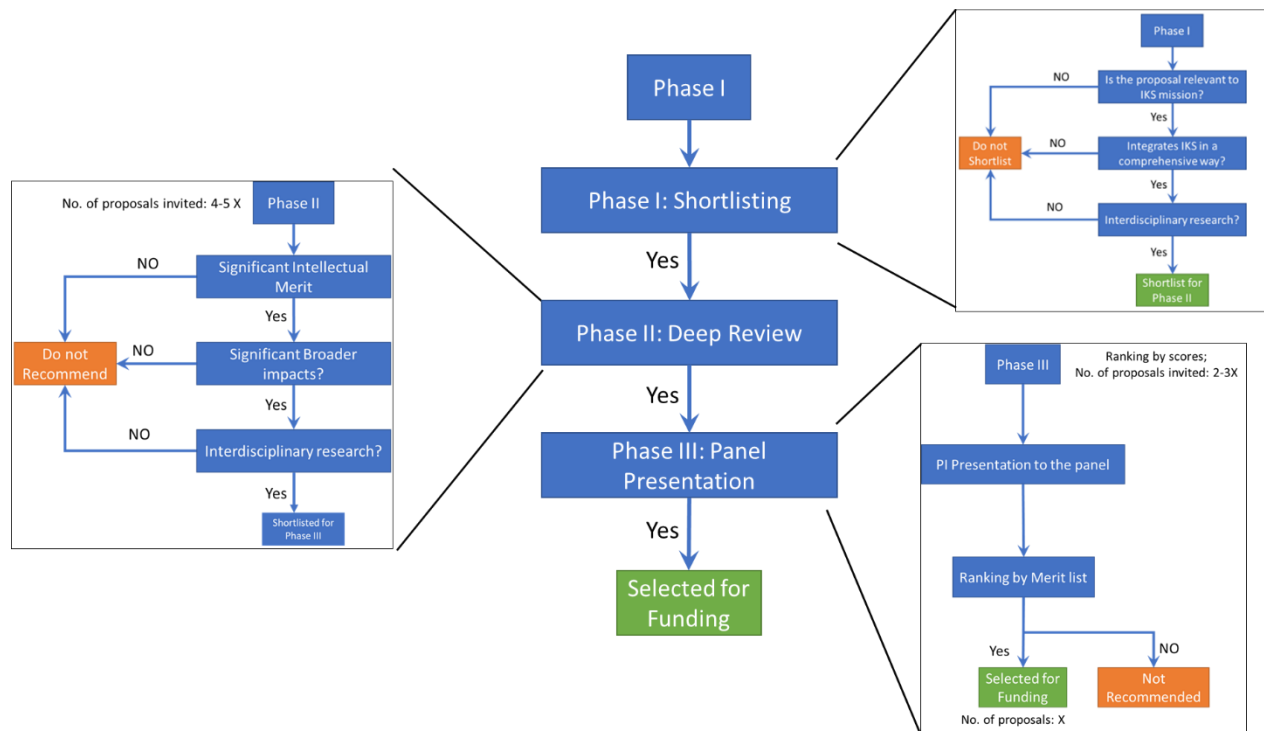 Phase I
Phase I: Shortlisting
Yes
Phase II: Deep Review
Yes
Phase III: Panel
Presentation
Yes
Selected for
Funding
Phase I
NO
Is the proposal relevant to
IKS mission?
Yes
Do not
Shortlist
NO
Integrates IKS in a
comprehensive way?
Yes
NO
Interdisciplinary research?
Yes
Shortlist for
Phase II
No. of proposals invited: 4-5 X
Phase II
NO
Significant Intellectual
Merit
Yes
Do not
Recommend
NO
Significant Broader
impacts?
Yes
NO
Interdisciplinary research?
Yes
Shortlisted for
Phase III
Phase III
Ranking by scores;
No. of proposals invited: 2-3X
PI Presentation to the panel
Ranking by Merit list
Yes
NO
Selected for
Funding
Not
Recommended
No. of proposals: X